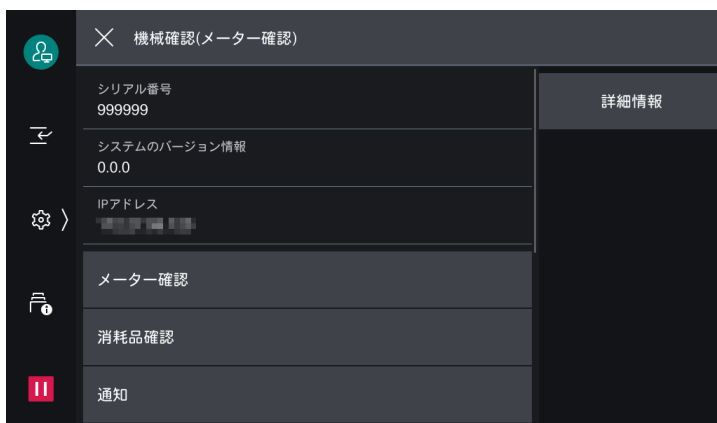 機械確認(メーター確認)
シリアル番号
999999
システムのバージョン情報
0.0.0
IPアドレス
メーター確認
消耗品確認
通知
詳細情報